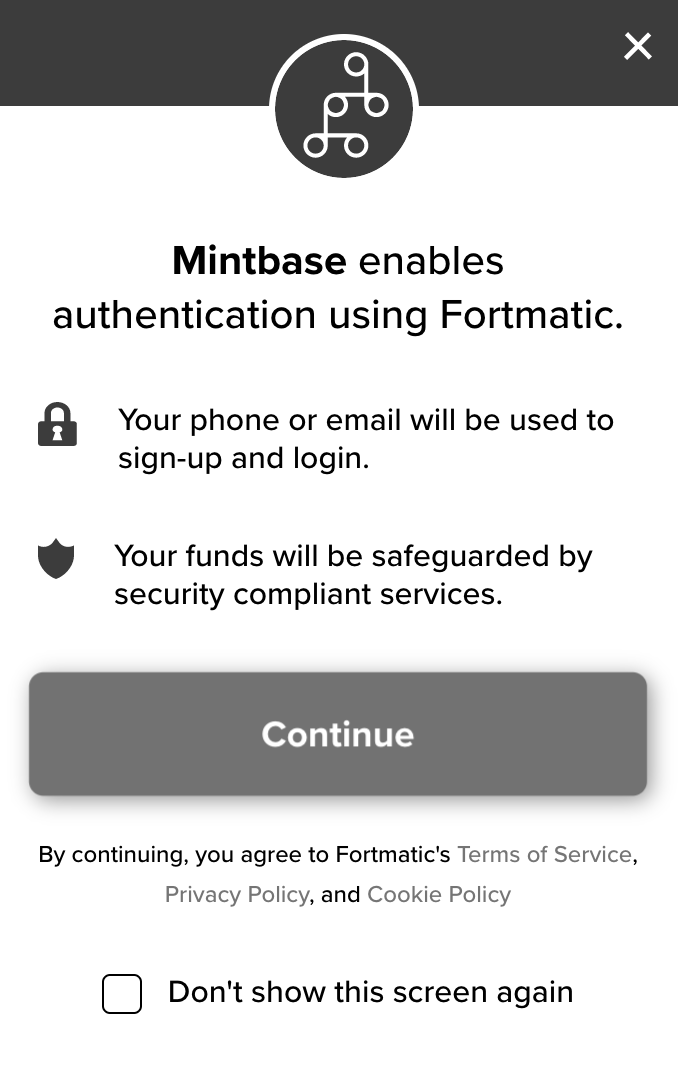 Mintbase enables
authentication using Fortmatic.
Your phone or email will be used to
sign-up and login.
Your funds will be safeguarded by
security compliant services.
Continue
By continuing, you agree to Fortmatic's Terms of Service,
Privacy Policy, and Cookie Policy
Don't show this screen again